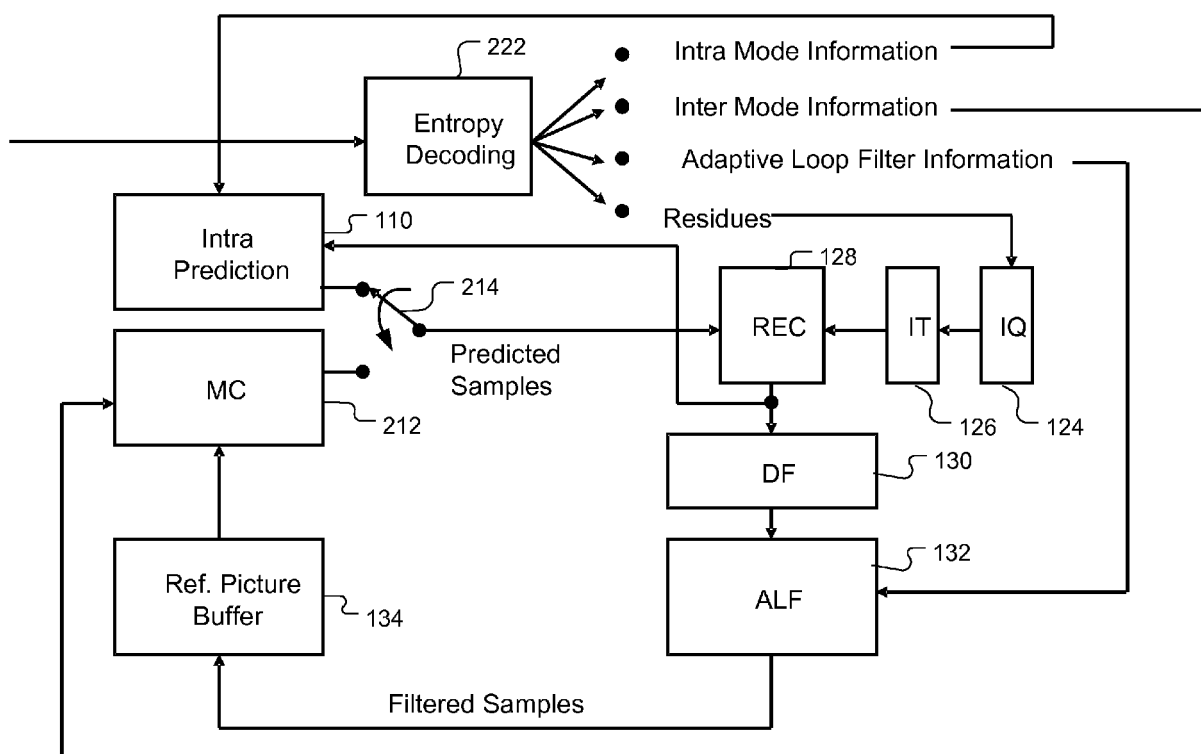 222
Intra Mode Information
Entropy
Decoding
Inter Mode Information
Adaptive Loop Filter Information
Residues
Intra
Prediction
110
128
214
REC
IT
IQ
Predicted
Samples
MC
212
126
124
DF
130
Ref. Picture
Buffer
134
ALF
132
Filtered Samples